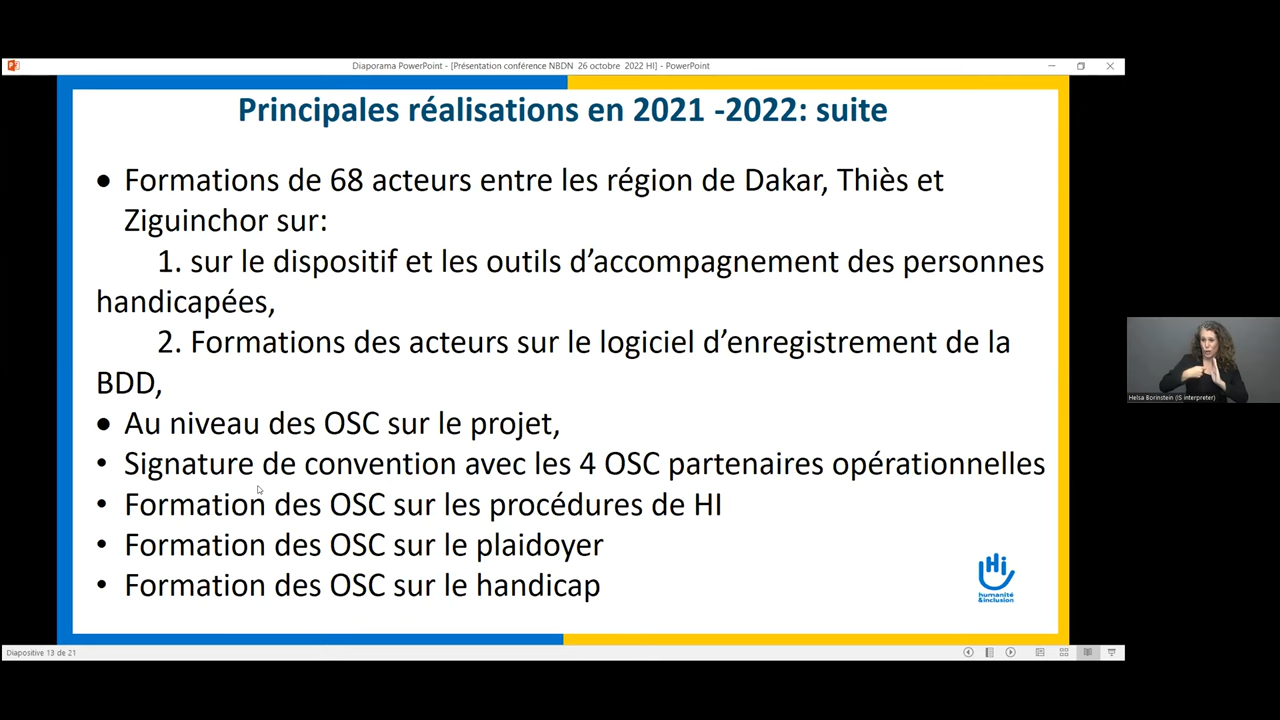 Diaporama PowerPoint - [Présentation conférence NBDN 26 octobre 2022 HI] - PowerPoint
Principales réalisations en 2021 -2022: suite
• Formations de 68 acteurs entre les région de Dakar, Thiès et
Ziguinchor sur:
1. sur le dispositif et les outils d’accompagnement des personnes
handicapées,
2. Formations des acteurs sur le logiciel d’enregistrement de la
BDD,
• Au niveau des OSC sur le projet,
• Signature de convention avec les 4 OSC partenaires opérationnelles
• Formation des OSC sur les procédures de HI
• Formation des OSC sur le plaidoyer
• Formation des OSC sur le handicap
Hi
humanité
&inclusion
Helsa Borinstein (IS interpreter)
Diapositive 13 de 21